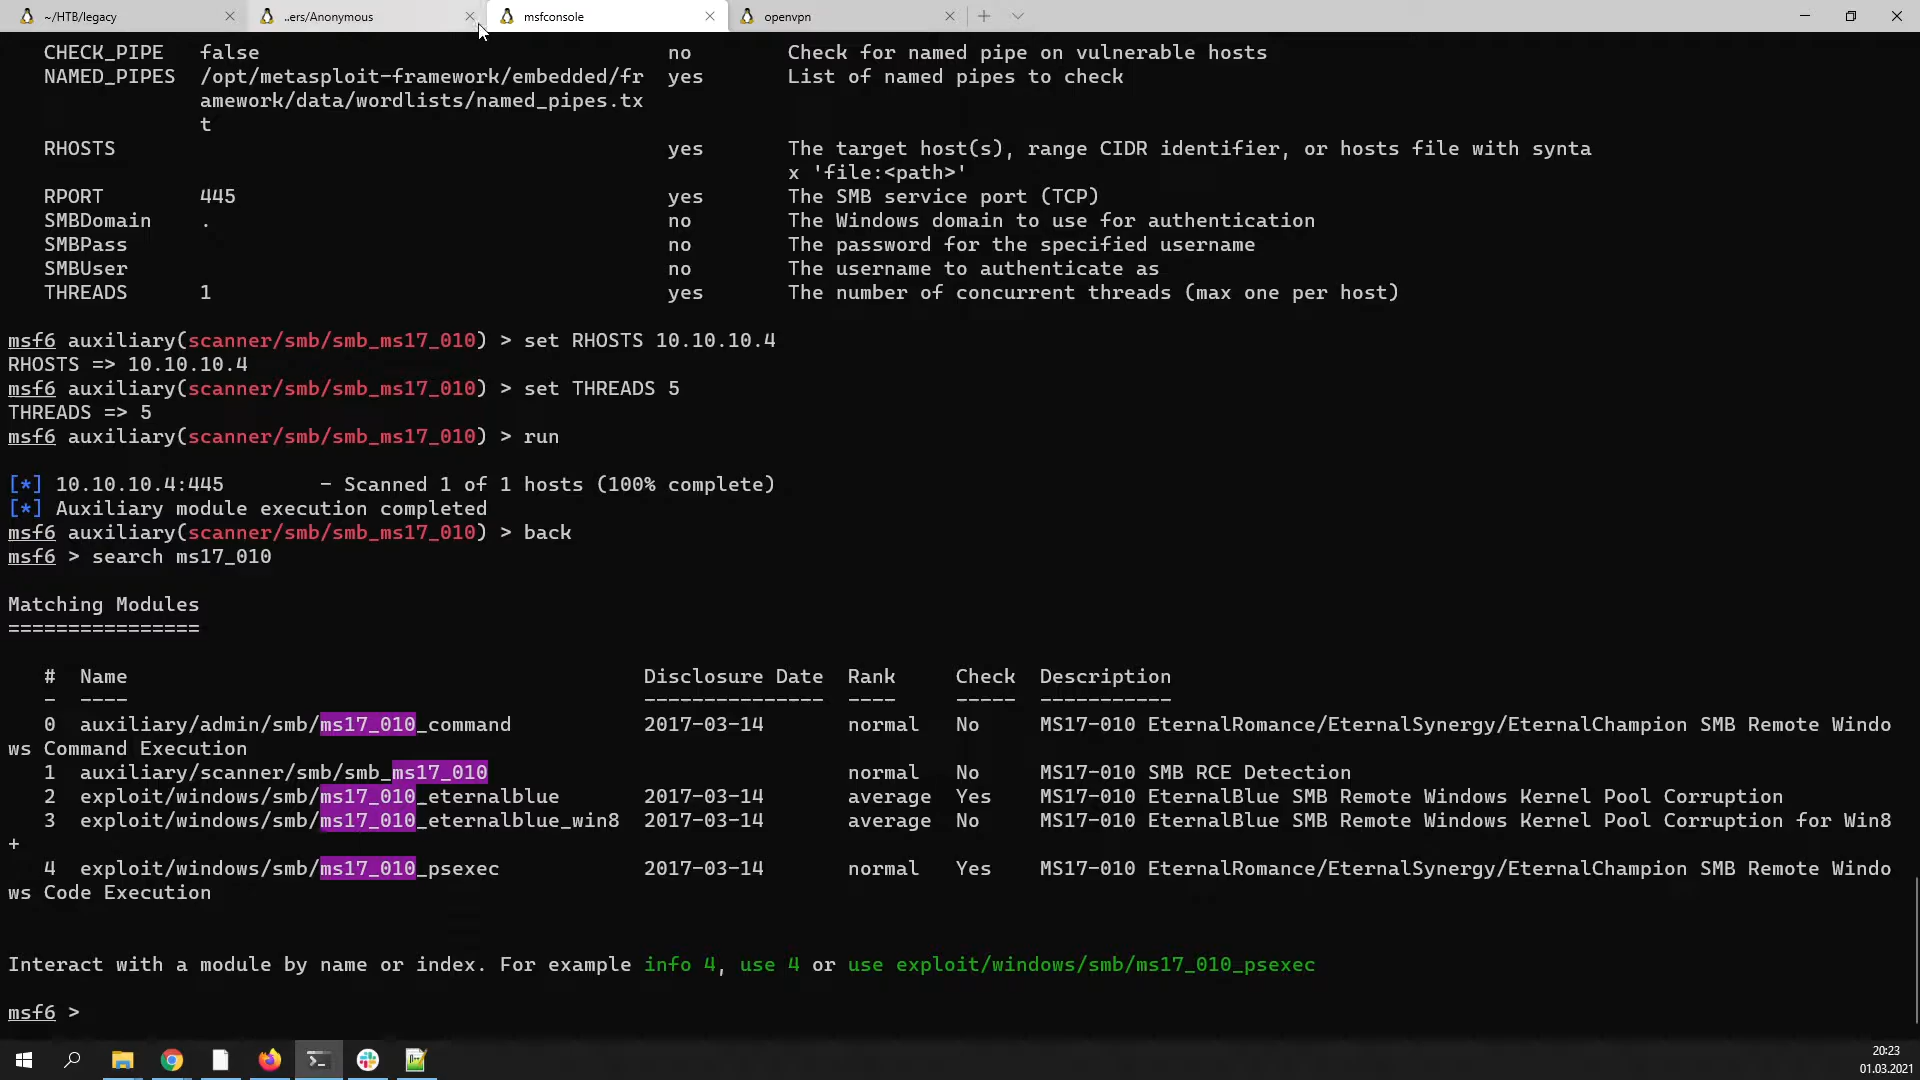 ~/HTB/legacy
..ers/Anonymous
msfconsole
openvpn
CHECK_PIPE false no Check for named pipe on vulnerable hosts
NAMED_PIPES /opt/metasploit-framework/embedded/fr yes List of named pipes to check
amework/data/wordlists/named_pipes.tx
t
RHOSTS yes The target host(s), range CIDR identifier, or hosts file with synta
x 'file:<path>'
RPORT 445 yes The SMB service port (TCP)
SMBDomain . no The Windows domain to use for authentication
SMBPass no The password for the specified username
SMBUser no The username to authenticate as
THREADS 1 yes The number of concurrent threads (max one per host)
msf6 auxiliary(scanner/smb/smb_ms17_010) > set RHOSTS 10.10.10.4
RHOSTS => 10.10.10.4
msf6 auxiliary(scanner/smb/smb_ms17_010) > set THREADS 5
THREADS => 5
msf6 auxiliary(scanner/smb/smb_ms17_010) > run
[*] 10.10.10.4:445 - Scanned 1 of 1 hosts (100% complete)
[*] Auxiliary module execution completed
msf6 auxiliary(scanner/smb/smb_ms17_010) > back
msf6 > search ms17_010
Matching Modules
================
# Name Disclosure Date Rank Check Description
- ---- --------------- ---- ----- -----------
0 auxiliary/admin/smb/ms17_010_command 2017-03-14 normal No MS17-010 EternalRomance/EternalSynergy/EternalChampion SMB Remote Windo
ws Command Execution
1 auxiliary/scanner/smb/smb_ms17_010 normal No MS17-010 SMB RCE Detection
2 exploit/windows/smb/ms17_010_eternalblue 2017-03-14 average Yes MS17-010 EternalBlue SMB Remote Windows Kernel Pool Corruption
3 exploit/windows/smb/ms17_010_eternalblue_win8 2017-03-14 average No MS17-010 EternalBlue SMB Remote Windows Kernel Pool Corruption for Win8
+
4 exploit/windows/smb/ms17_010_psexec 2017-03-14 normal Yes MS17-010 EternalRomance/EternalSynergy/EternalChampion SMB Remote Windo
ws Code Execution
Interact with a module by name or index. For example info 4, use 4 or use exploit/windows/smb/ms17_010_psexec
msf6 >
20:23
01.03.2021